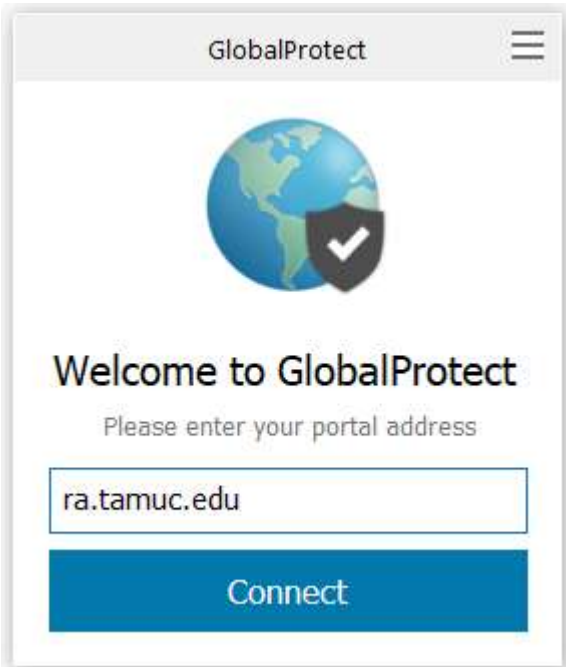 GlobalProtect
Welcome to GlobalProtect
Please enter your portal address
ra.tamuc.edu
Connect